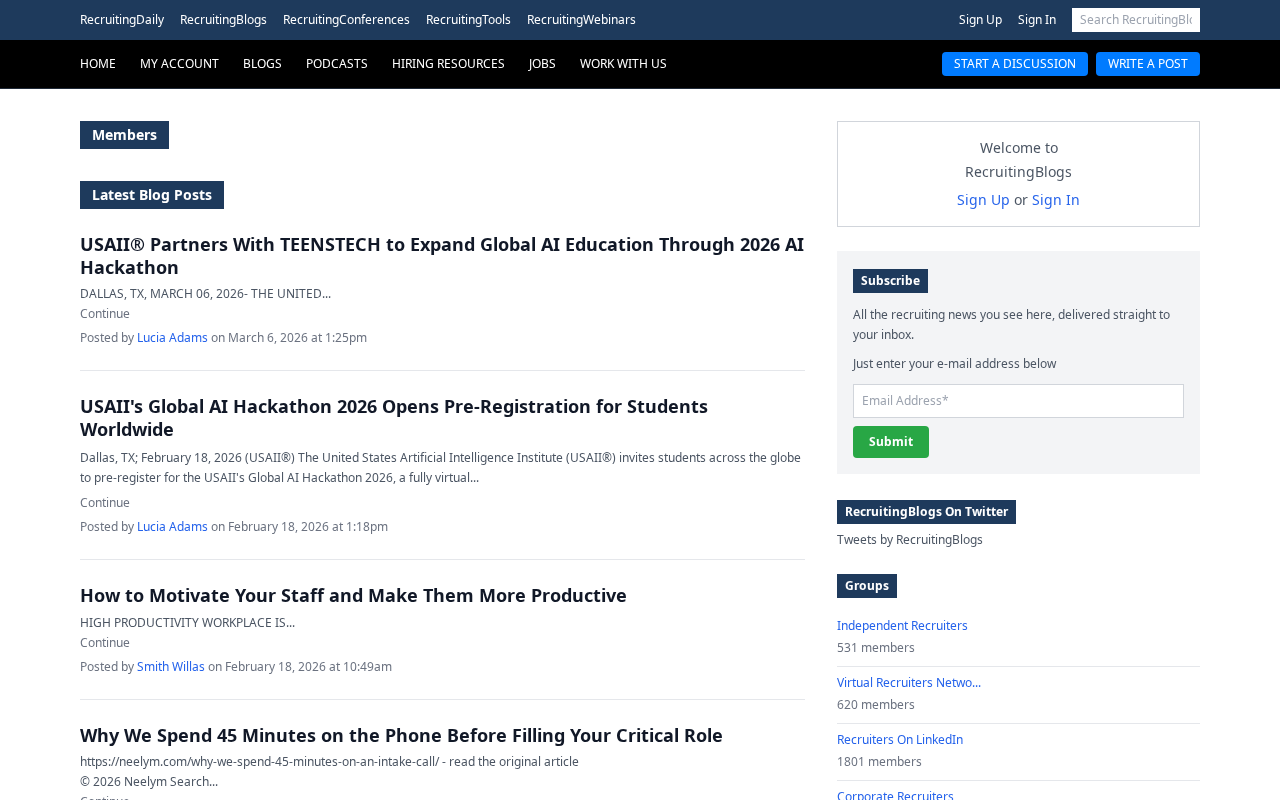 RecruitingDaily RecruitingBlogs RecruitingConferences RecruitingTools RecruitingWebinars Sign Up Sign In Search RecruitingBl
HOME MY ACCOUNT BLOGS PODCASTS HIRING RESOURCES JOBS WORK WITH US START A DISCUSSION WRITE A POST
Members
Latest Blog Posts
USAII® Partners With TEENSTECH to Expand Global AI Education Through 2026 AI
Hackathon
DALLAS, TX, MARCH 06, 2026- THE UNITED...
Continue
Posted by Lucia Adams on March 6, 2026 at 1:25pm
USAII's Global AI Hackathon 2026 Opens Pre-Registration for Students
Worldwide
Dallas, TX; February 18, 2026 (USAII®) The United States Artificial Intelligence Institute (USAII®) invites students across the globe
to pre-register for the USAII's Global AI Hackathon 2026, a fully virtual...
Continue
Posted by Lucia Adams on February 18, 2026 at 1:18pm
How to Motivate Your Staff and Make Them More Productive
HIGH PRODUCTIVITY WORKPLACE IS...
Continue
Posted by Smith Willas on February 18, 2026 at 10:49am
Why We Spend 45 Minutes on the Phone Before Filling Your Critical Role
https://neelym.com/why-we-spend-45-minutes-on-an-intake-call/ - read the original article
© 2026 Neelym Search...
Continue
Welcome to
RecruitingBlogs
Sign Up or Sign In
Subscribe
All the recruiting news you see here, delivered straight to
your inbox.
Just enter your e-mail address below
Email Address*
Submit
RecruitingBlogs On Twitter
Tweets by RecruitingBlogs
Groups
Independent Recruiters
531 members
Virtual Recruiters Netwo...
620 members
Recruiters On LinkedIn
1801 members
Corporate Recruiters